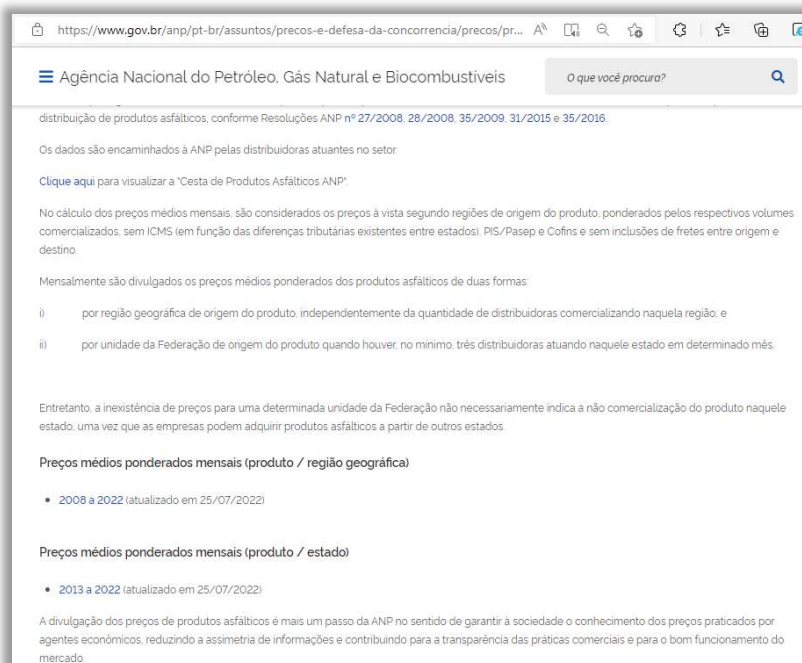 https://www.gov.br/anp/pt-br/assuntos/precos-e-defesa-da-concorrencia/precos/pr...
Agência Nacional do Petróleo, Gás Natural e Biocombustíveis
O que você procura?
distribuição de produtos asfálticos, conforme Resoluções ANP nº 27/2008, 28/2008, 35/2009, 31/2015 e 35/2016.
Os dados são encaminhados à ANP pelas distribuidoras atuantes no setor.
Clique aqui para visualizar a "Cesta de Produtos Asfálticos ANP".
No cálculo dos preços médios mensais, são considerados os preços à vista segundo regiões de origem do produto, ponderados pelos respectivos volumes
comercializados, sem ICMS (em função das diferenças tributárias existentes entre estados), PIS/Pasep e Cofins e sem inclusões de fretes entre origem e
destino.
Mensalmente são divulgados os preços médios ponderados dos produtos asfálticos de duas formas:
i) por região geográfica de origem do produto, independentemente da quantidade de distribuidoras comercializando naquela região; e
ii) por unidade da Federação de origem do produto quando houver, no mínimo, três distribuidoras atuando naquele estado em determinado mês.
Entretanto, a inexistência de preços para uma determinada unidade da Federação não necessariamente indica a não comercialização do produto naquele
estado, uma vez que as empresas podem adquirir produtos asfálticos a partir de outros estados.
Preços médios ponderados mensais (produto / região geográfica)
• 2008 a 2022 (atualizado em 25/07/2022)
Preços médios ponderados mensais (produto / estado)
• 2013 a 2022 (atualizado em 25/07/2022)
A divulgação dos preços de produtos asfálticos é mais um passo da ANP no sentido de garantir à sociedade o conhecimento dos preços praticados por
agentes econômicos, reduzindo a assimetria de informações e contribuindo para a transparência das práticas comerciais e para o bom funcionamento do
mercado.